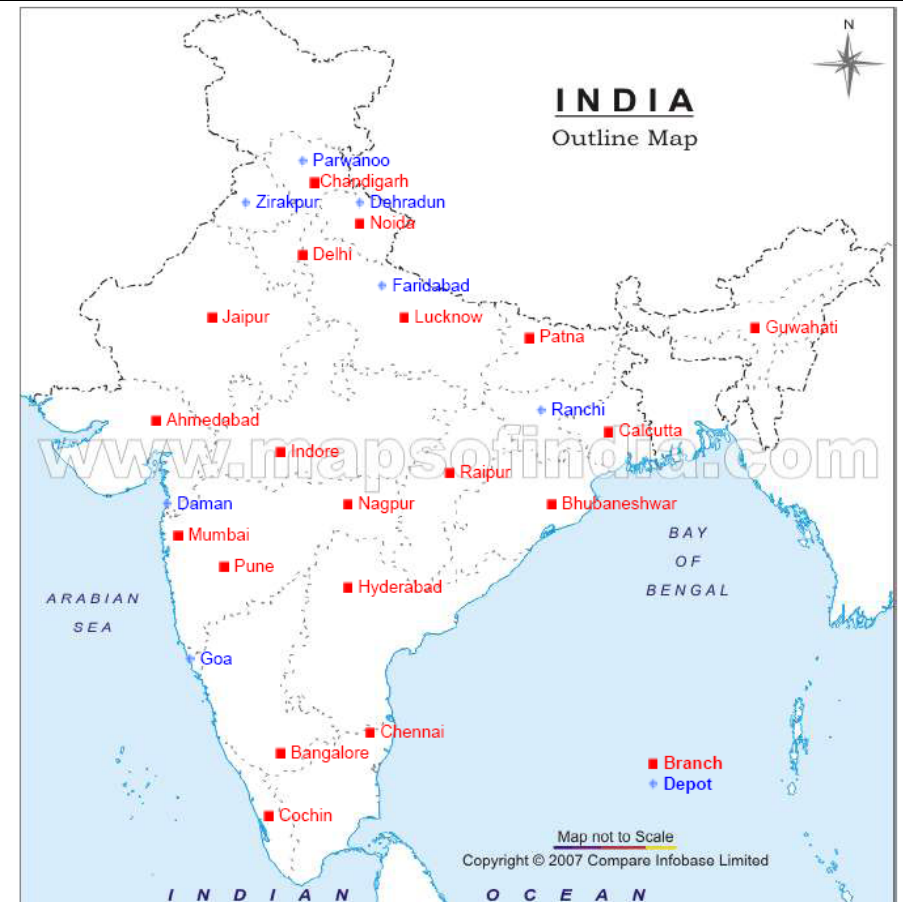 N
INDIA
Outline Map
Parwanoo
Chandigarh
Zirakpur
Dehradun
Noida
Delhi
Faridabad
Jaipur
Lucknow
Patna
Guwahati
Ranchi
Ahmedabad
Calcutta
www.mapsofindia.com
Indore
Raipur
Daman
Nagpur
Bhubaneshwar
Mumbai
BAY
OF
BENGAL
Pune
Hyderabad
ARABIAN
SEA
Goa
Chennai
Bangalore
Branch
Depot
Cochin
Map not to Scale
Copyright © 2007 Compare Infobase Limited
INDIAN OCEAN